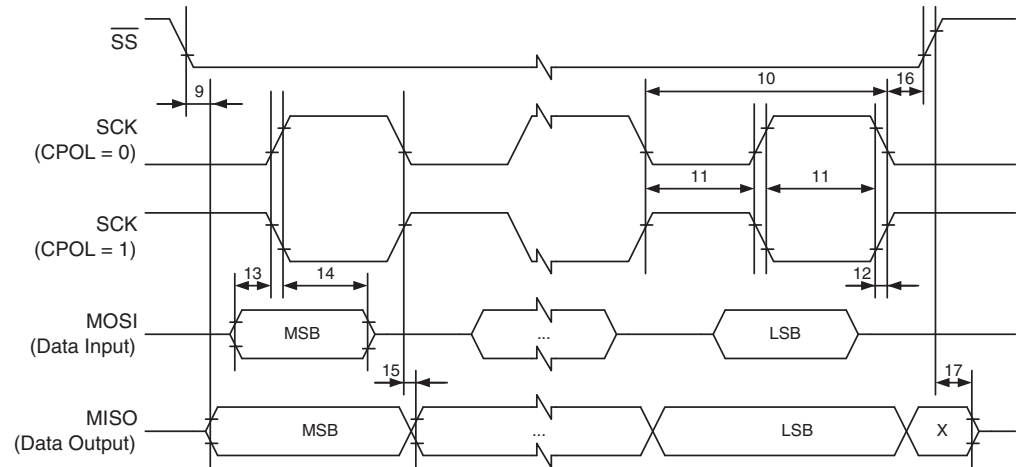 SS
9
10
16
SCK
(CPOL = 0)
11
11
SCK
(CPOL = 1)
13
14
12
MOSI
(Data Input)
MSB
...
LSB
15
17
MISO
(Data Output)
MSB
...
LSB
X